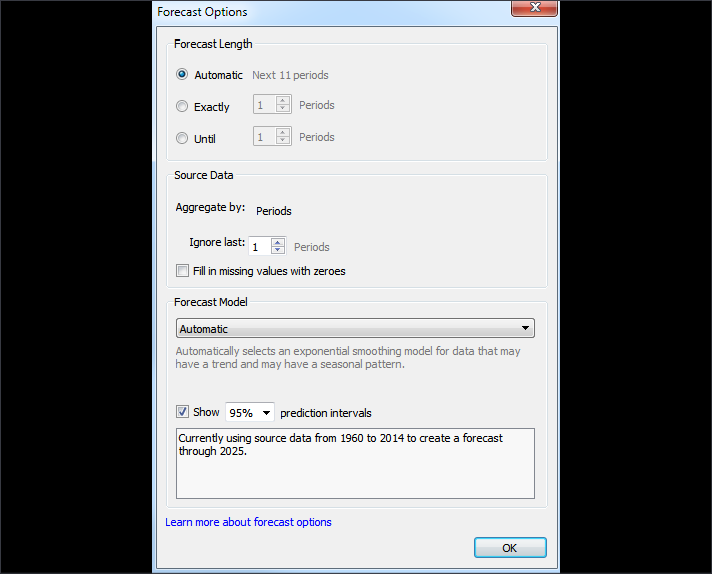 Forecast Options
Forecast Length
Automatic Next 11 periods
Exactly 1 Periods
Until 1 Periods
Source Data
Aggregate by: Periods
Ignore last: 1 Periods
Fill in missing values with zeroes
Forecast Model
Automatic
Automatically selects an exponential smoothing model for data that may
have a trend and may have a seasonal pattern.
Show 95% prediction intervals
Currently using source data from 1960 to 2014 to create a forecast
through 2025.
Learn more about forecast options
OK